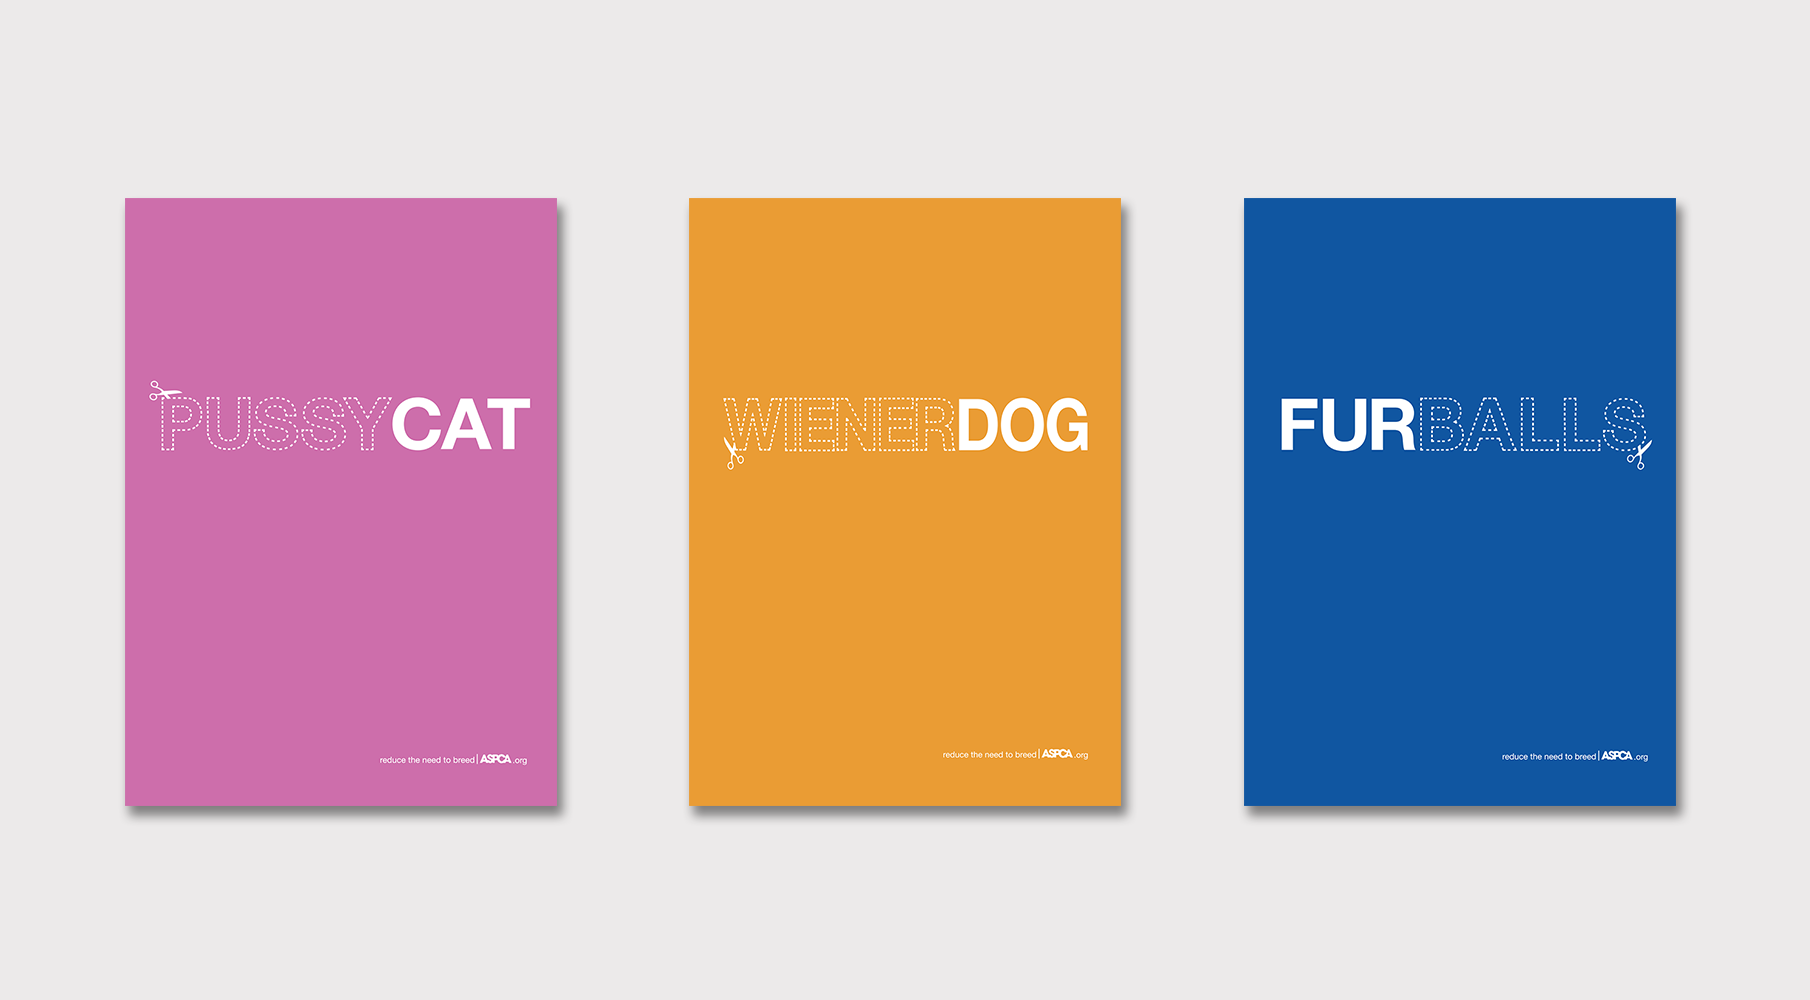 PUSSYCAT
reduce the need to breed | ASPCA.org
WIENERDOG
reduce the need to breed | ASPCA.org
FURBALLS
reduce the need to breed | ASPCA.org